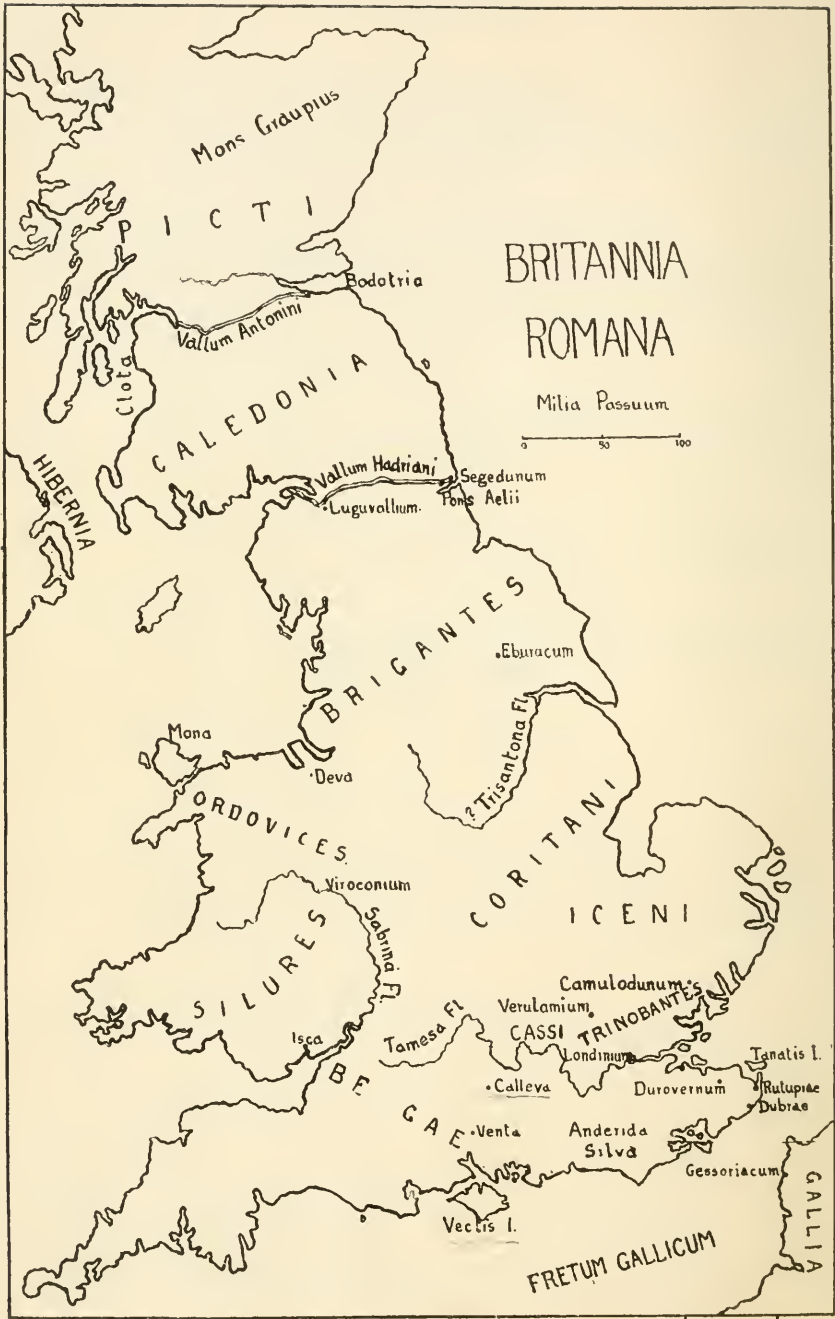 Mons Graupius
PICTI
BRITANNIA
ROMANA
Milia Passuum
0 50 100
Bodotria
Vallum Antonini
Clota
CALEDONIA
HIBERNIA
Vallum Hadriani
Segedunum
Pons Aelii
Luguvallium.
BRIGANTES
Eburacum
Mona
Deva
? Trisantona Fl
ORDOVICES
CORITANI
Viroconium
ICENI
Sabrina Fl.
SILURES
Camulodunum
Verulamium
TRINOBANTES
CASSI
Tamesa Fl
Isca
Londinium
Tanatis I.
BE GAE
Calleva
Durovernum
Rutupiae
Dubrae
Venta
Anderida
Silva
Gessoriacum
GALLIA
Vectis I.
FRETUM GALLICUM